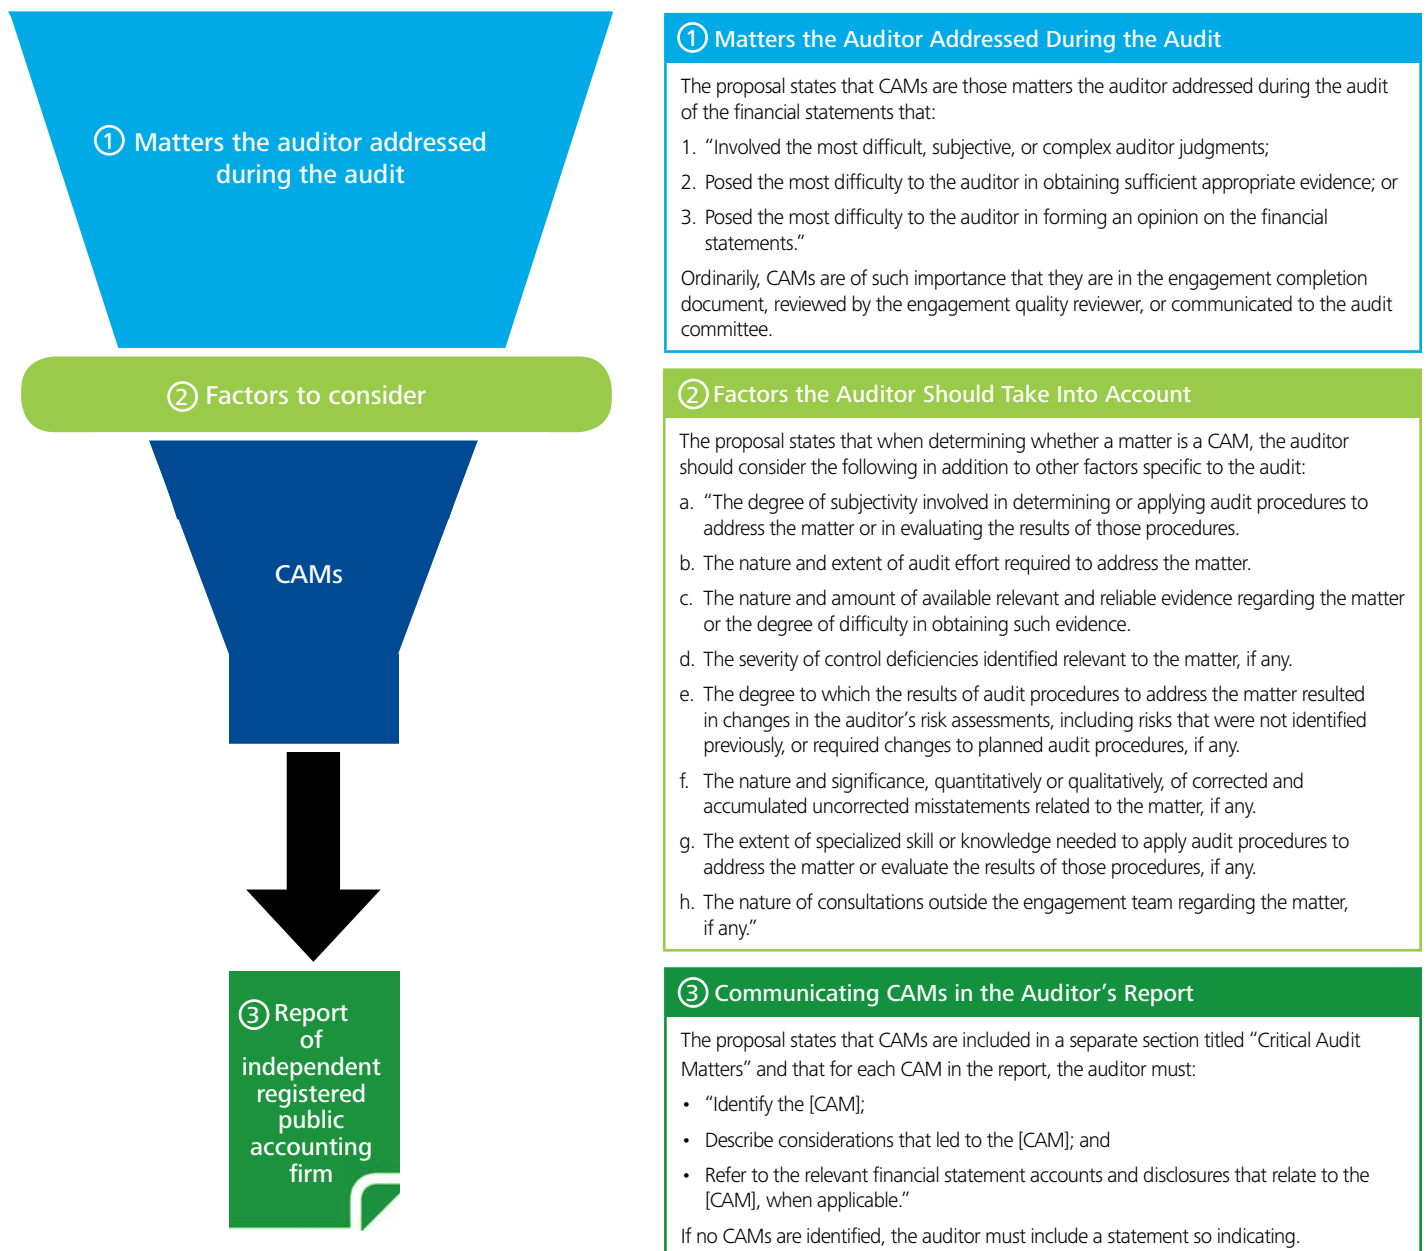 ① Matters the auditor addressed
during the audit
② Factors to consider
CAMs
③ Report
of
independent
registered
public
accounting
firm
① Matters the Auditor Addressed During the Audit
The proposal states that CAMs are those matters the auditor addressed during the audit
of the financial statements that:
1. “Involved the most difficult, subjective, or complex auditor judgments;
2. Posed the most difficulty to the auditor in obtaining sufficient appropriate evidence; or
3. Posed the most difficulty to the auditor in forming an opinion on the financial
statements.”
Ordinarily, CAMs are of such importance that they are in the engagement completion
document, reviewed by the engagement quality reviewer, or communicated to the audit
committee.
② Factors the Auditor Should Take Into Account
The proposal states that when determining whether a matter is a CAM, the auditor
should consider the following in addition to other factors specific to the audit:
a. “The degree of subjectivity involved in determining or applying audit procedures to
address the matter or in evaluating the results of those procedures.
b. The nature and extent of audit effort required to address the matter.
c. The nature and amount of available relevant and reliable evidence regarding the matter
or the degree of difficulty in obtaining such evidence.
d. The severity of control deficiencies identified relevant to the matter, if any.
e. The degree to which the results of audit procedures to address the matter resulted
in changes in the auditor’s risk assessments, including risks that were not identified
previously, or required changes to planned audit procedures, if any.
f. The nature and significance, quantitatively or qualitatively, of corrected and
accumulated uncorrected misstatements related to the matter, if any.
g. The extent of specialized skill or knowledge needed to apply audit procedures to
address the matter or evaluate the results of those procedures, if any.
h. The nature of consultations outside the engagement team regarding the matter,
if any.”
③ Communicating CAMs in the Auditor’s Report
The proposal states that CAMs are included in a separate section titled “Critical Audit
Matters” and that for each CAM in the report, the auditor must:
• “Identify the [CAM];
• Describe considerations that led to the [CAM]; and
• Refer to the relevant financial statement accounts and disclosures that relate to the
[CAM], when applicable.”
If no CAMs are identified, the auditor must include a statement so indicating.